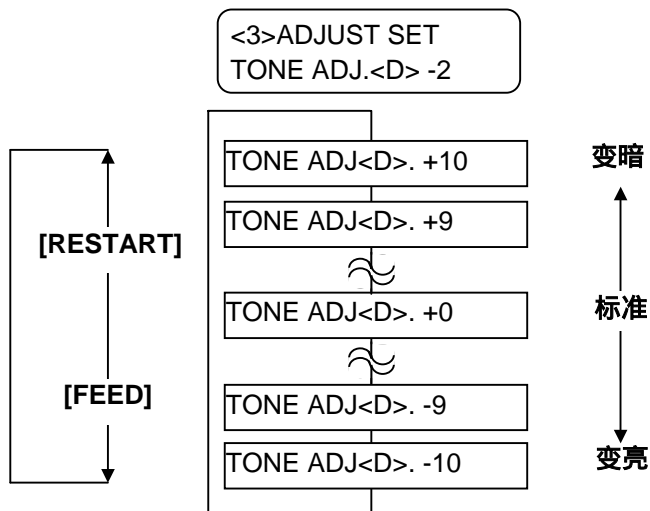 <3>ADJUST SET
TONE ADJ.<D> -2
TONE ADJ<D>. +10
变暗
TONE ADJ<D>. +9
[RESTART]
TONE ADJ<D>. +0
标准
[FEED]
TONE ADJ<D>. -9
TONE ADJ<D>. -10
变亮